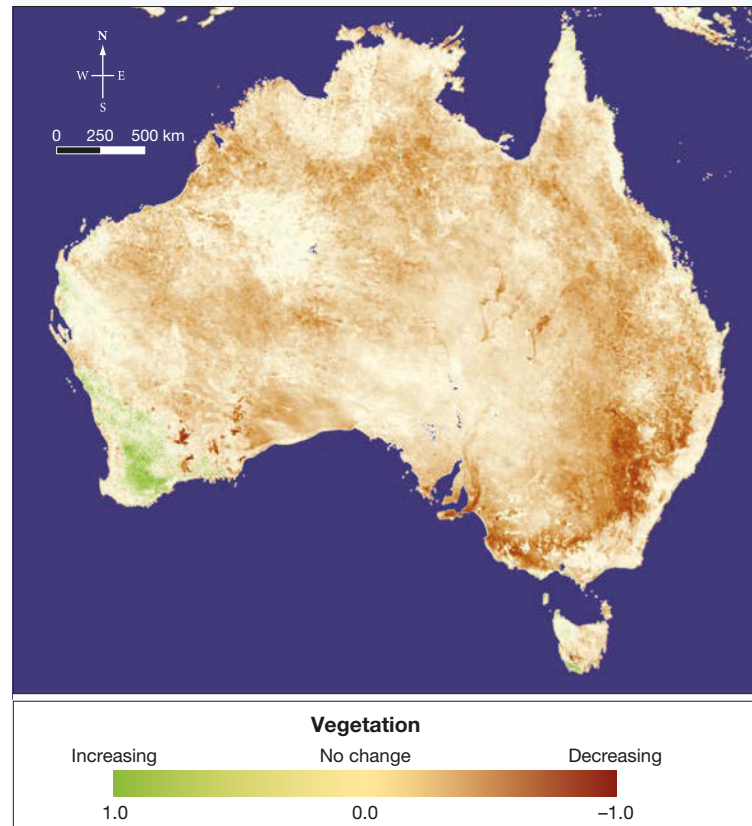 N
W E
S
0 250 500 km
Vegetation
Increasing No change Decreasing
1.0 0.0 –1.0